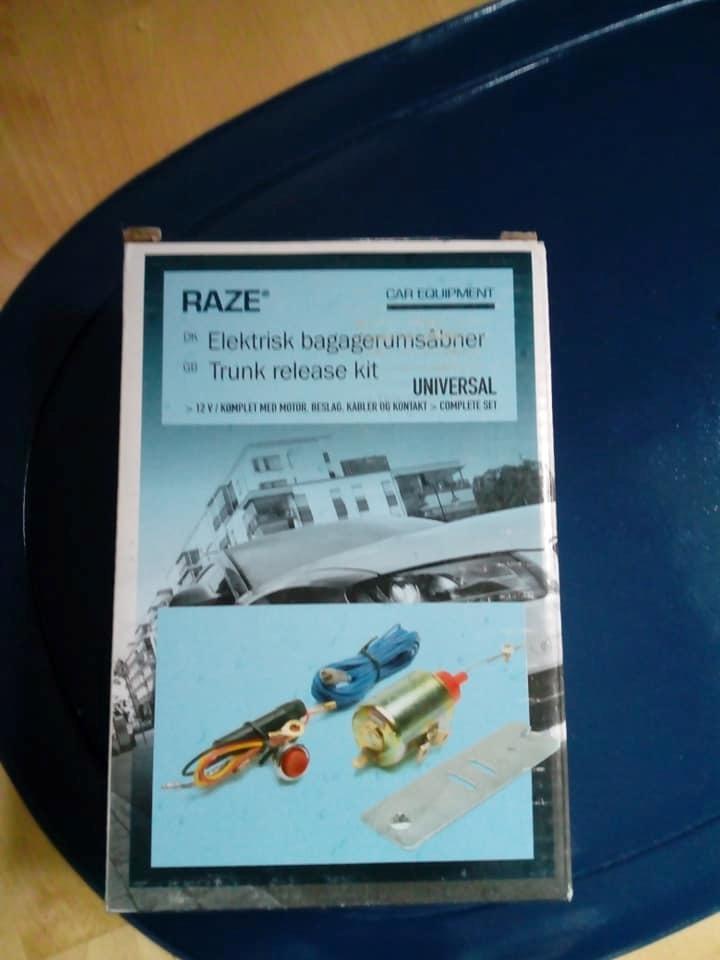 RAZE®
CAR EQUIPMENT
DK Elektrisk bagagerumsåbner
GB Trunk release kit
UNIVERSAL
> 12 V / KOMPLET MED MOTOR, BESLAG, KABLER OG KONTAKT > COMPLETE SET